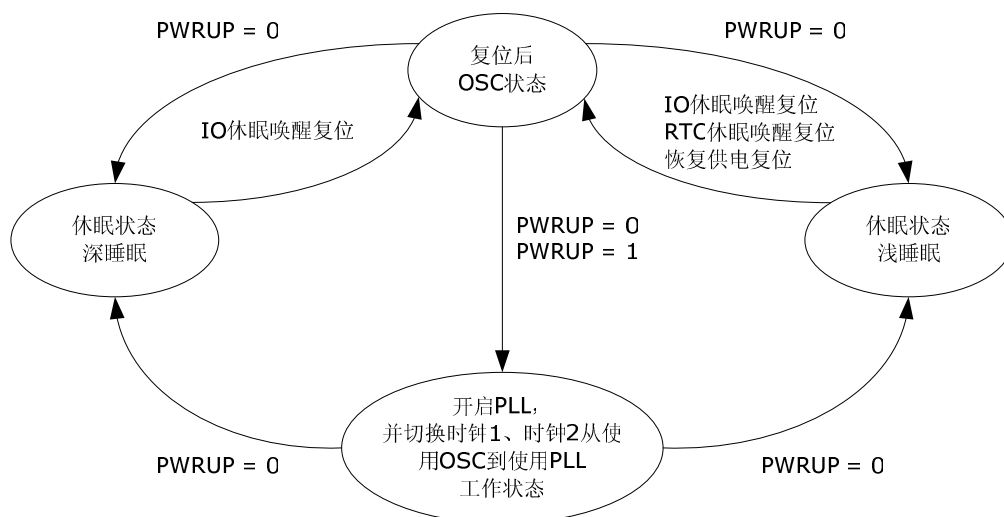 PWRUP = 0
PWRUP = 0
复位后
OSC状态
IO休眠唤醒复位
IO休眠唤醒复位
RTC休眠唤醒复位
恢复供电复位
休眠状态
深睡眠
PWRUP = 0
PWRUP = 1
休眠状态
浅睡眠
开启PLL，
并切换时钟1、时钟2从使
用OSC到使用PLL
工作状态
PWRUP = 0
PWRUP = 0